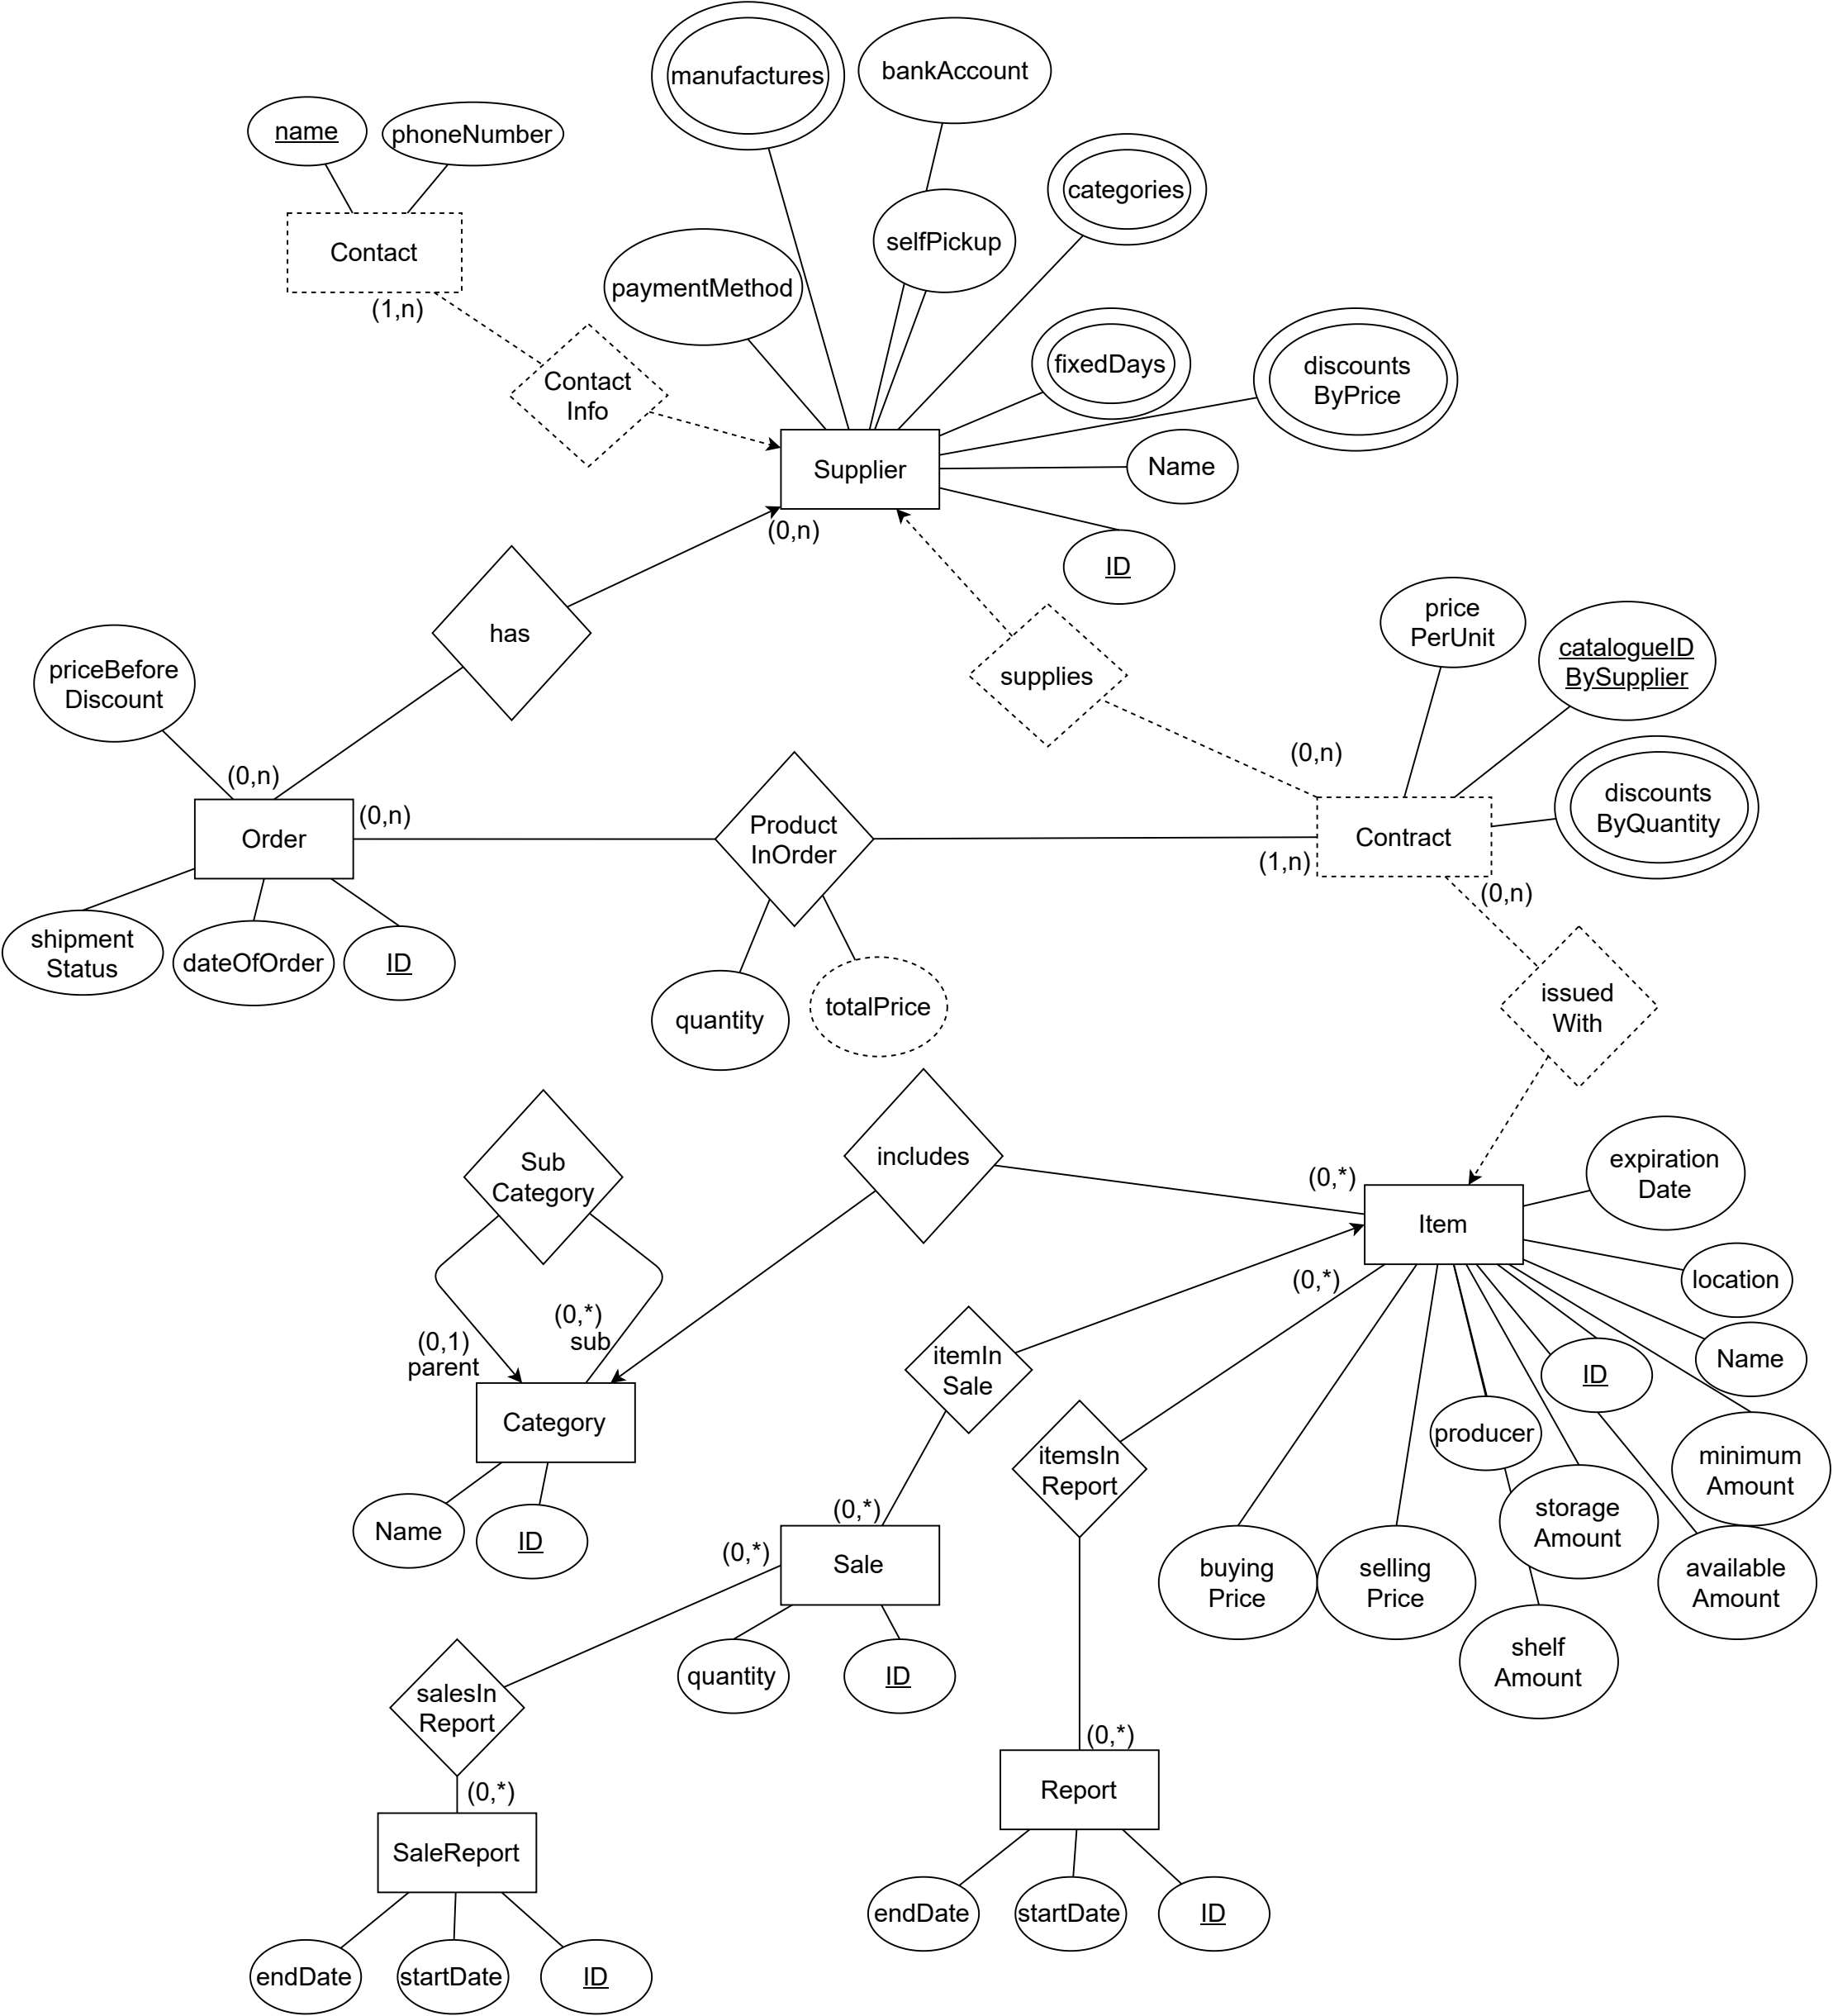 manufactures
bankAccount
name
phoneNumber
categories
Contact
selfPickup
(1,n)
paymentMethod
Contact
Info
fixedDays
discounts
ByPrice
Supplier
Name
(0,n)
ID
has
supplies
price
PerUnit
catalogueID
BySupplier
priceBefore
Discount
(0,n)
(0,n)
(0,n)
Order
Product
InOrder
Contract
discounts
ByQuantity
(1,n)
(0,n)
shipment
Status
dateOfOrder
ID
quantity
totalPrice
issued
With
Sub
Category
includes
(0,*)
Item
expiration
Date
location
(0,*)
(0,*)
sub
(0,1)
parent
itemIn
Sale
ID
Name
Category
producer
itemsIn
Report
minimum
Amount
Name
ID
(0,*)
storage
Amount
(0,*)
Sale
buying
Price
selling
Price
available
Amount
shelf
Amount
quantity
ID
salesIn
Report
(0,*)
(0,*)
Report
SaleReport
endDate
startDate
ID
endDate
startDate
ID